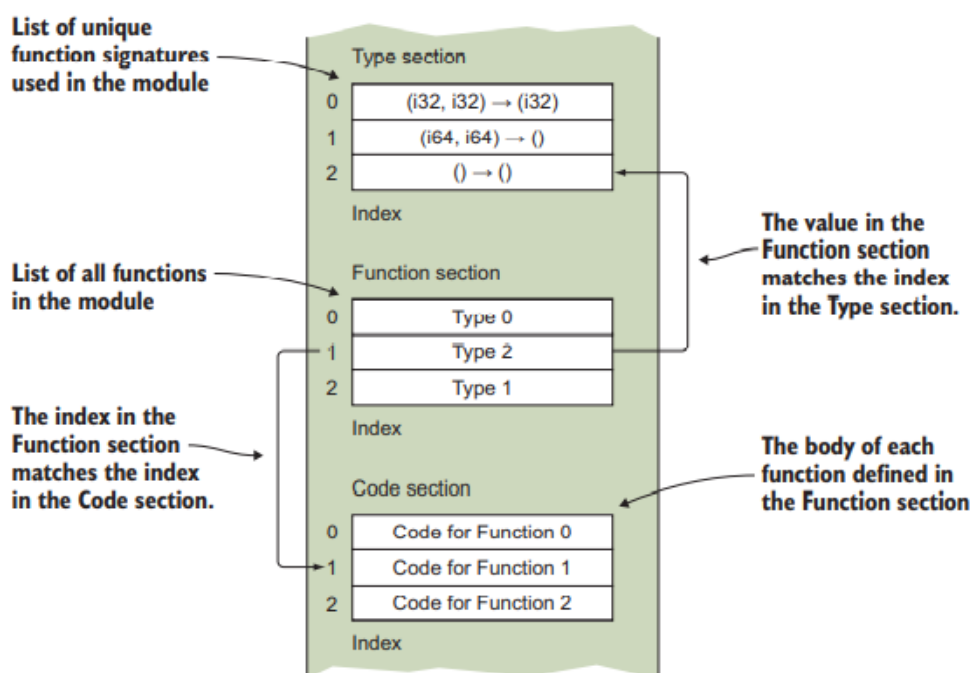 List of unique
function signatures
used in the module
Type section
0 (i32, i32) → (i32)
1 (i64, i64) → ()
2 () → ()
Index
The value in the
Function section
matches the index
in the Type section.
List of all functions
in the module
Function section
0 Type 0
1 Type 2
2 Type 1
Index
The index in the
Function section
matches the index
in the Code section.
The body of each
function defined in
the Function section
Code section
0 Code for Function 0
1 Code for Function 1
2 Code for Function 2
Index